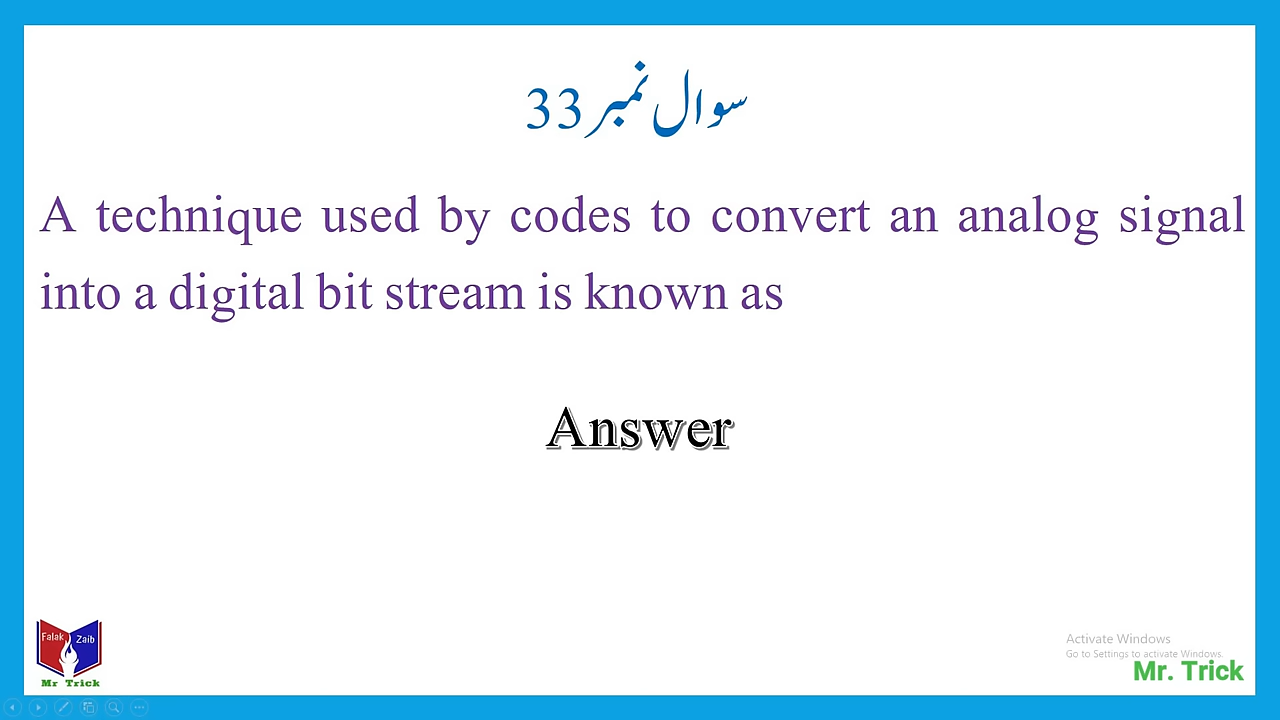 سوال نمبر 33
A technique used by codes to convert an analog signal
into a digital bit stream is known as
Answer
Falak Zaib
Mr Trick
Activate Windows
Go to Settings to activate Windows.
Mr. Trick